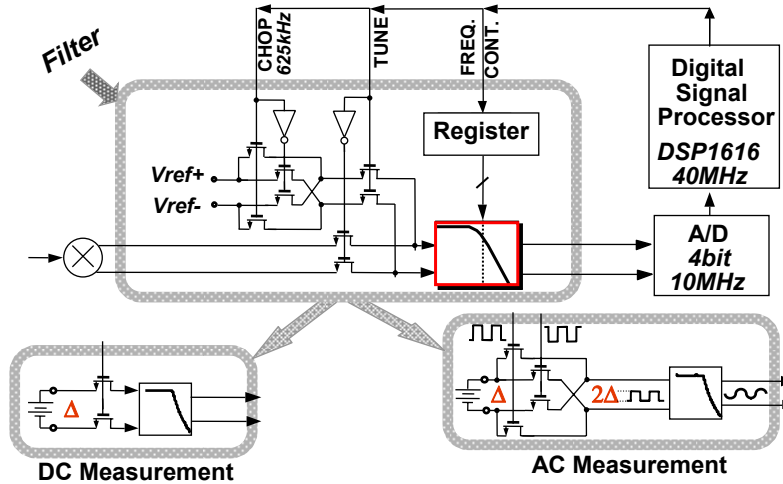 Filter
CHOP
625kHz
TUNE
FREQ.
CONT.
Digital
Signal
Processor
DSP1616
40MHz
Register
Vref+
Vref-
A/D
4bit
10MHz
Δ
DC Measurement
Δ
2Δ
AC Measurement